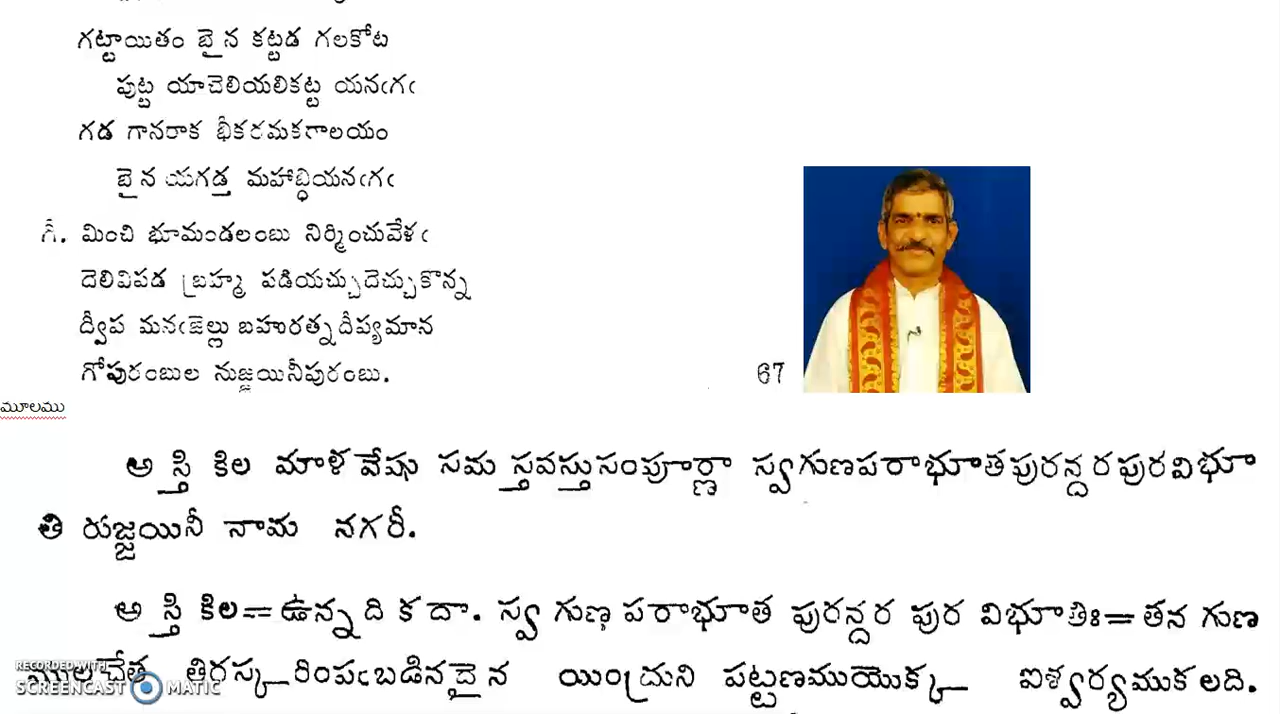 గట్టాయితం బైన కట్టడ గలకోట
పుట్ట యాచెలియలికట్ట యనఁగఁ
గడ గానరాక భీకరమకరాలయం
బైన యగడ్త మహాబ్ధియనఁగఁ
గీ. మించి భూమండలంబు నిర్మించువేళఁ
దెలివిపడ బ్రహ్మ పడియచ్చుదెచ్చుకొన్న
ద్వీప మనఁజెల్లు బహురత్నదీప్యమాన
గోపురంబుల నుజ్జయినీపురంబు. 67
మూలము
అస్తి కిల మాళవేషు సమస్తవస్తుసంపూర్ణా స్వగుణపరాభూతపురన్దరపురవిభూ
తి రుజ్జయినీ నామ నగరీ.
అస్తి కిల=ఉన్నది కదా. స్వ గుణ పరాభూత పురన్దర పుర విభూతిః=తన గుణ
ములచేత తిరస్కరింపఁబడినదైన యింద్రుని పట్టణముయొక్క ఐశ్వర్యముకలది.
RECORDED WITH
SCREENCAST MATIC